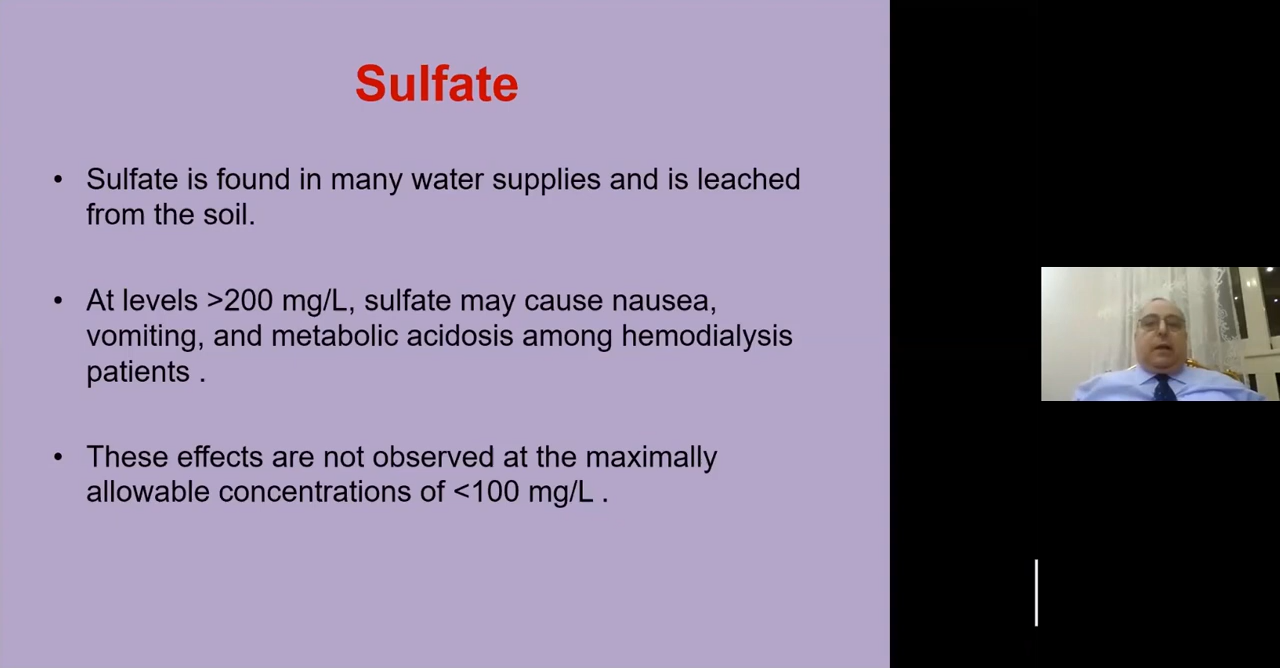 Sulfate
• Sulfate is found in many water supplies and is leached
from the soil.
• At levels >200 mg/L, sulfate may cause nausea,
vomiting, and metabolic acidosis among hemodialysis
patients .
• These effects are not observed at the maximally
allowable concentrations of <100 mg/L .